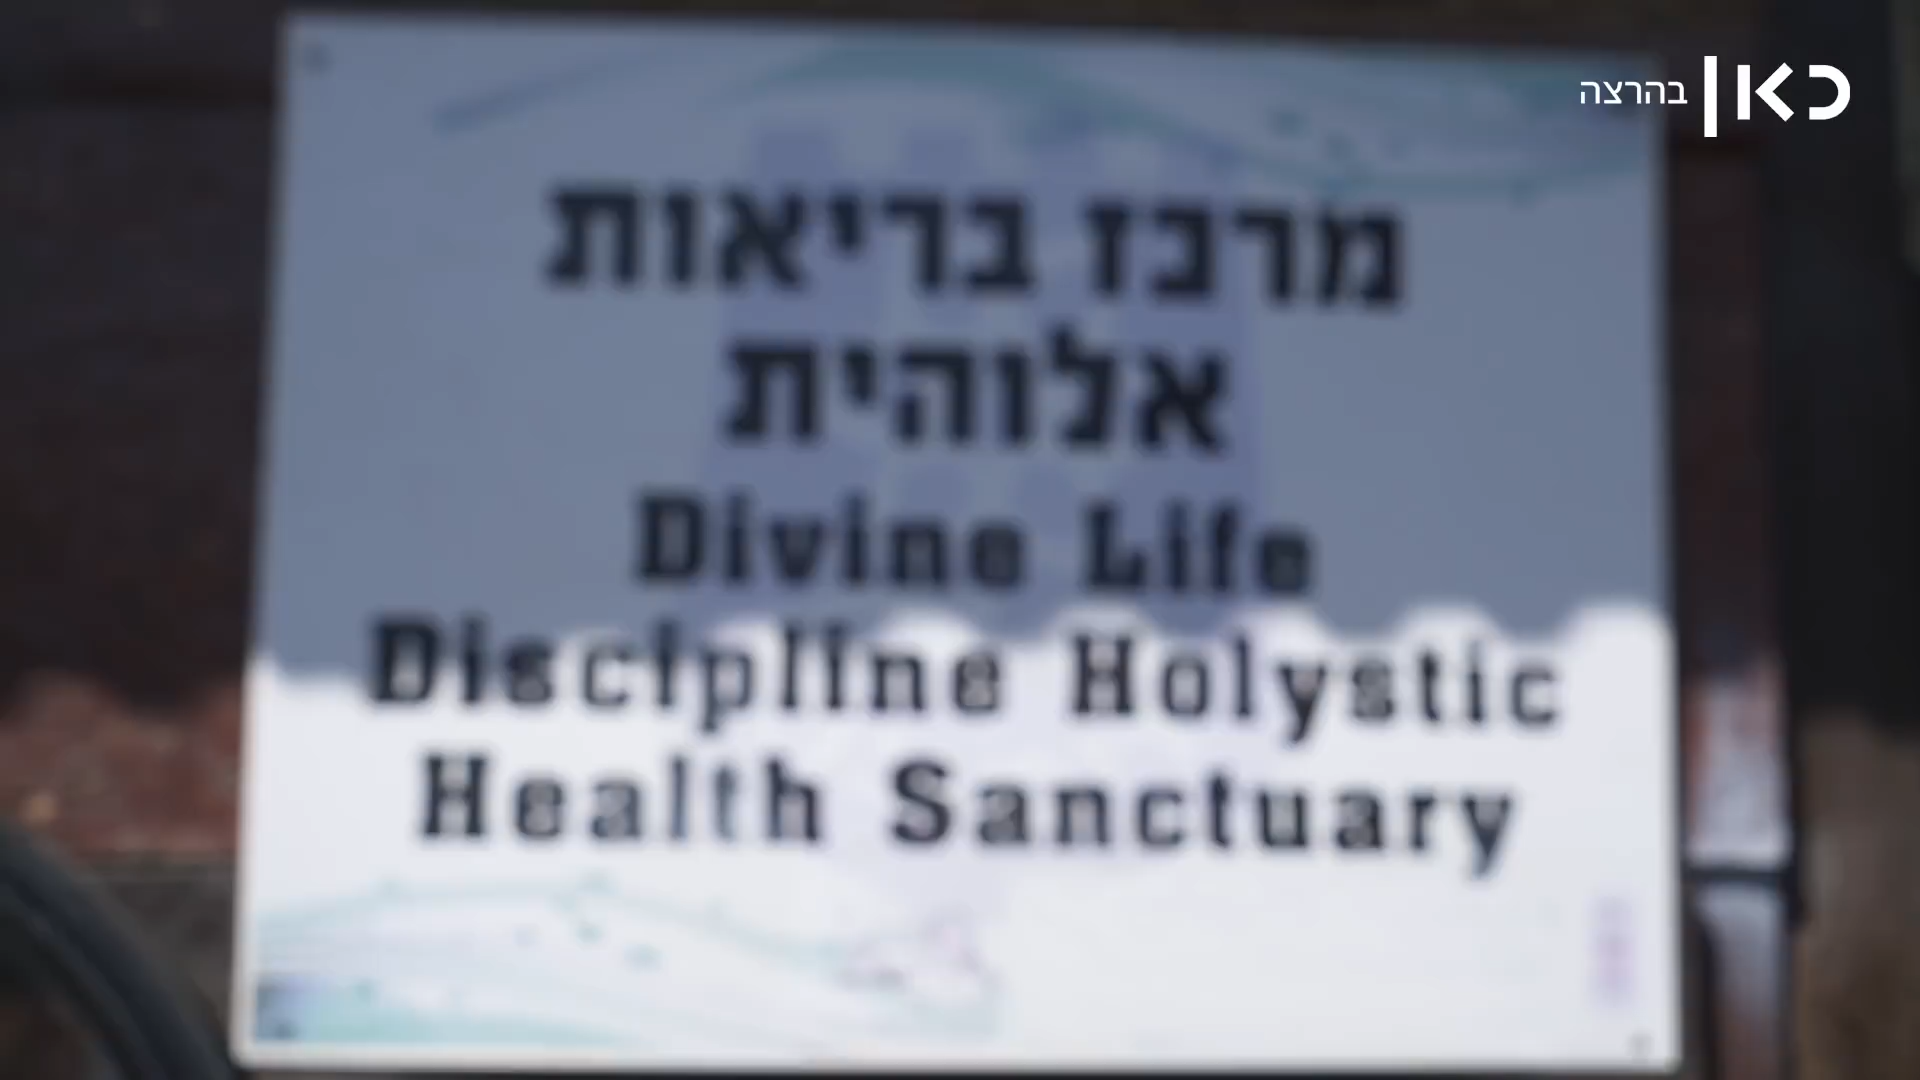 כאן | בהרצה
מרכז בריאות
אלוהית
Divine Life
Discipline Holystic
Health Sanctuary